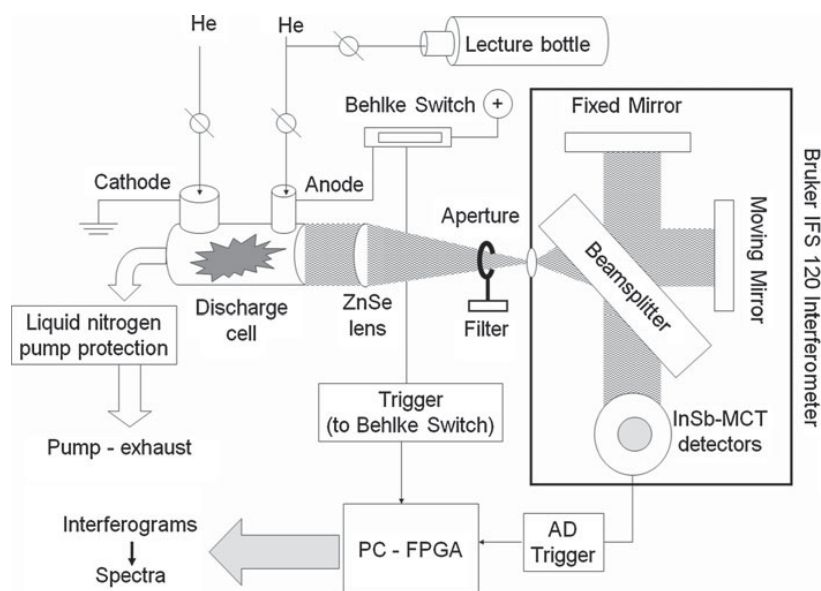 He
He
Lecture bottle
Behlke Switch
+
Fixed Mirror
Cathode
Anode
Aperture
Moving Mirror
Bruker IFS 120 Interferometer
Beamsplitter
Discharge
cell
ZnSe
lens
Filter
Liquid nitrogen
pump protection
Trigger
(to Behlke Switch)
InSb-MCT
detectors
Pump - exhaust
Interferograms
Spectra
PC - FPGA
AD
Trigger